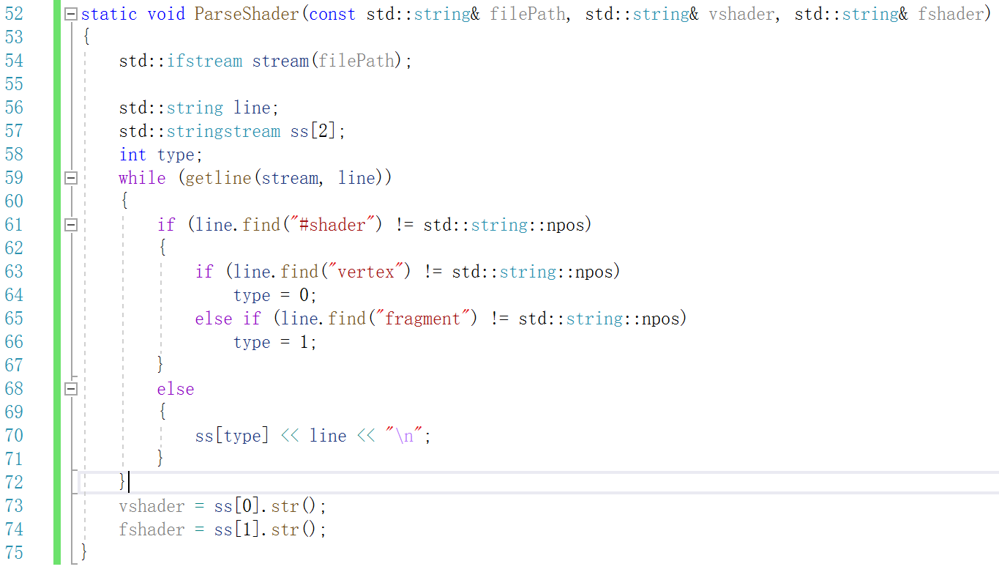 52 static void ParseShader(const std::string& filePath, std::string& vshader, std::string& fshader)
53 {
54     std::ifstream stream(filePath);
55
56     std::string line;
57     std::stringstream ss[2];
58     int type;
59     while (getline(stream, line))
60     {
61         if (line.find("#shader") != std::string::npos)
62         {
63             if (line.find("vertex") != std::string::npos)
64                 type = 0;
65             else if (line.find("fragment") != std::string::npos)
66                 type = 1;
67         }
68         else
69         {
70             ss[type] << line << "\n";
71         }
72     }
73     vshader = ss[0].str();
74     fshader = ss[1].str();
75 }